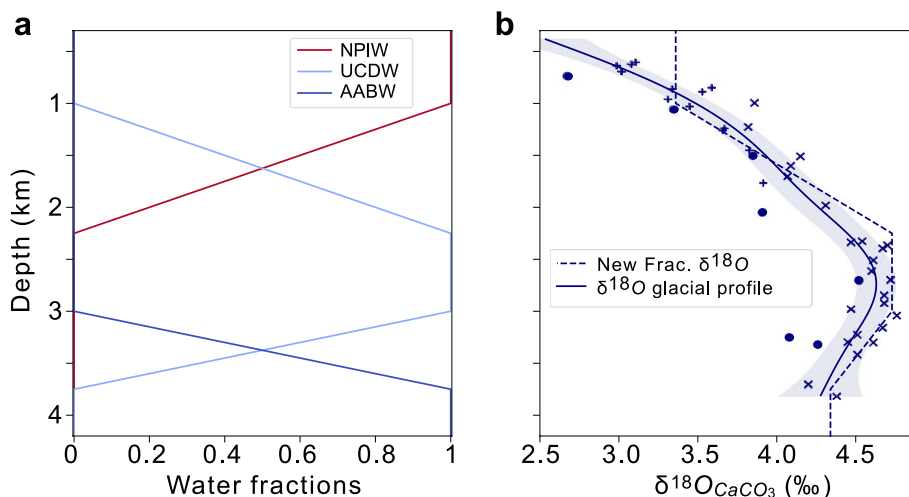 a
NPIW
UCDW
AABW
1
2
3
4
Depth (km)
0
0.2
0.4
0.6
0.8
1
Water fractions
b
New Frac. δ¹⁸O
δ¹⁸O glacial profile
2.5
3.0
3.5
4.0
4.5
δ¹⁸O_CaCO₃ (‰)